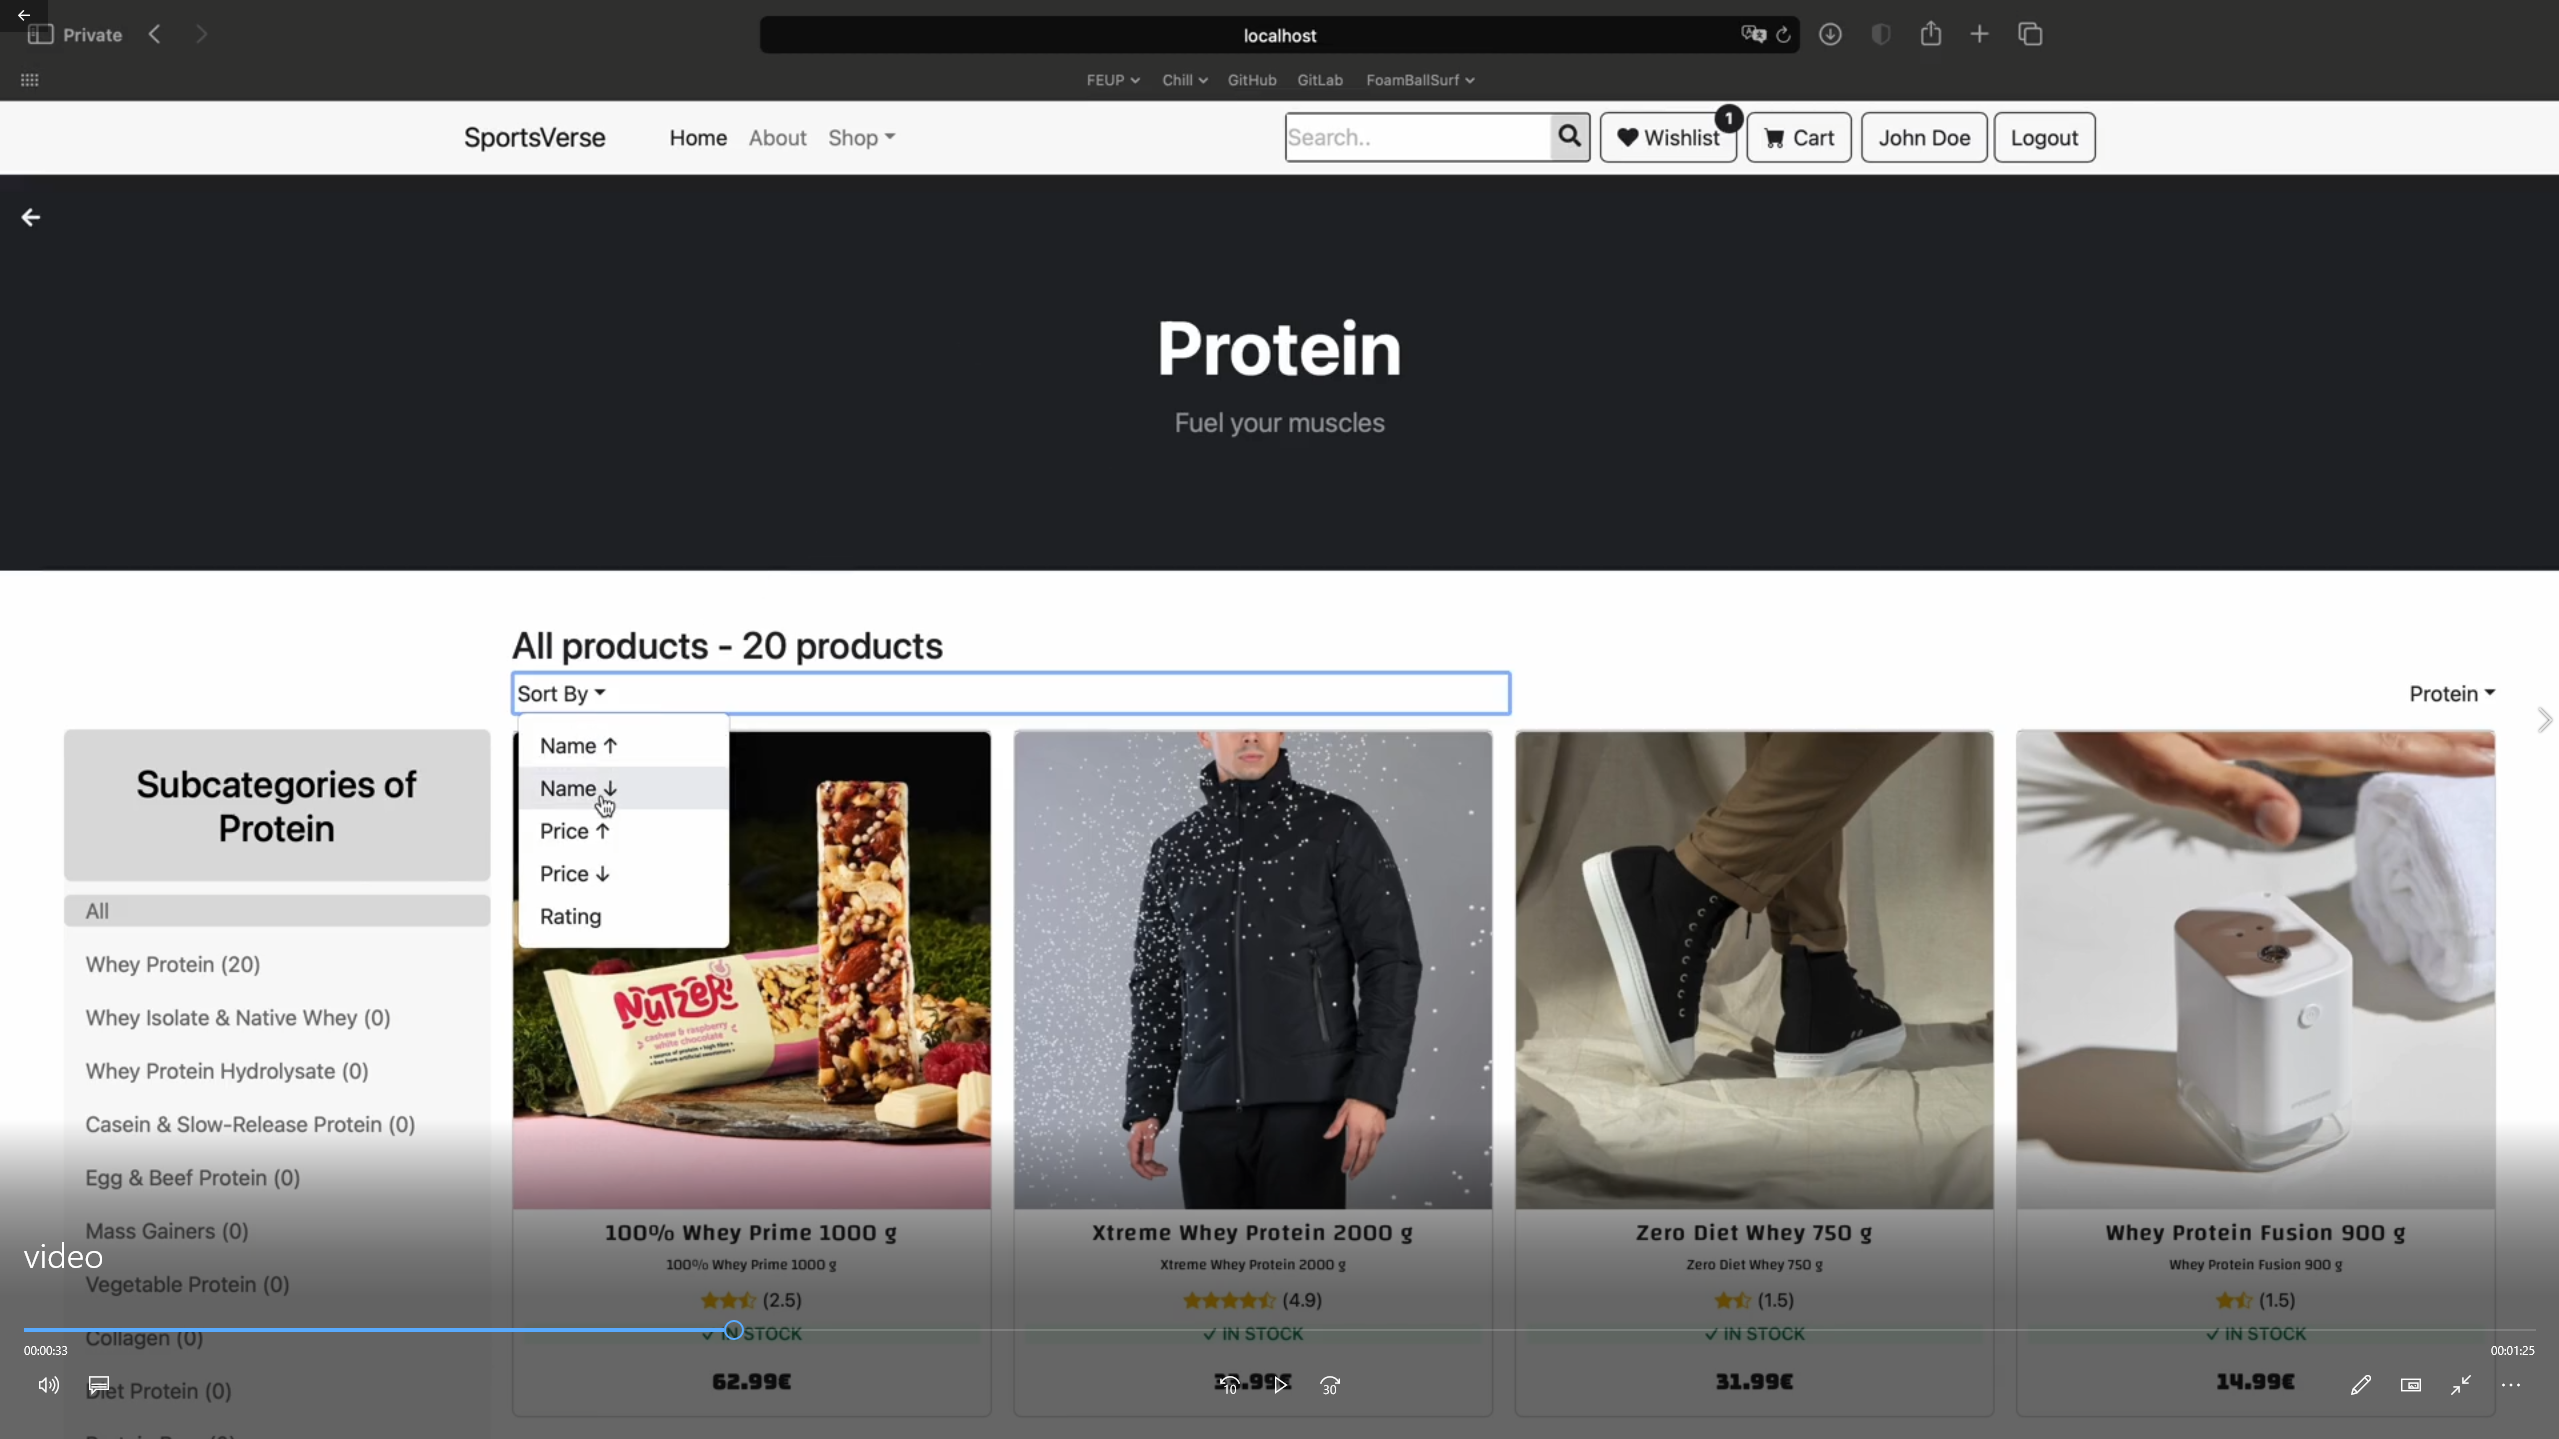 Private
localhost
FEUP
Chill
GitHub
GitLab
FoamBallSurf
SportsVerse
Home
About
Shop
Search..
Wishlist
1
Cart
John Doe
Logout
Protein
Fuel your muscles
All products - 20 products
Sort By
Protein
Name ↑
Name ↓
Price ↑
Price ↓
Rating
Subcategories of
Protein
All
Whey Protein (20)
Whey Isolate & Native Whey (0)
Whey Protein Hydrolysate (0)
Casein & Slow-Release Protein (0)
Egg & Beef Protein (0)
Mass Gainers (0)
Vegetable Protein (0)
Collagen (0)
Diet Protein (0)
NUTZER!
cashew & raspberry
white chocolate
100% Whey Prime 1000 g
100% Whey Prime 1000 g
(2.5)
✓ IN STOCK
62.99€
Xtreme Whey Protein 2000 g
Xtreme Whey Protein 2000 g
(4.9)
✓ IN STOCK
Zero Diet Whey 750 g
Zero Diet Whey 750 g
(1.5)
✓ IN STOCK
31.99€
Whey Protein Fusion 900 g
Whey Protein Fusion 900 g
(1.5)
✓ IN STOCK
14.99€
video
00:00:33
00:01:25
10
30